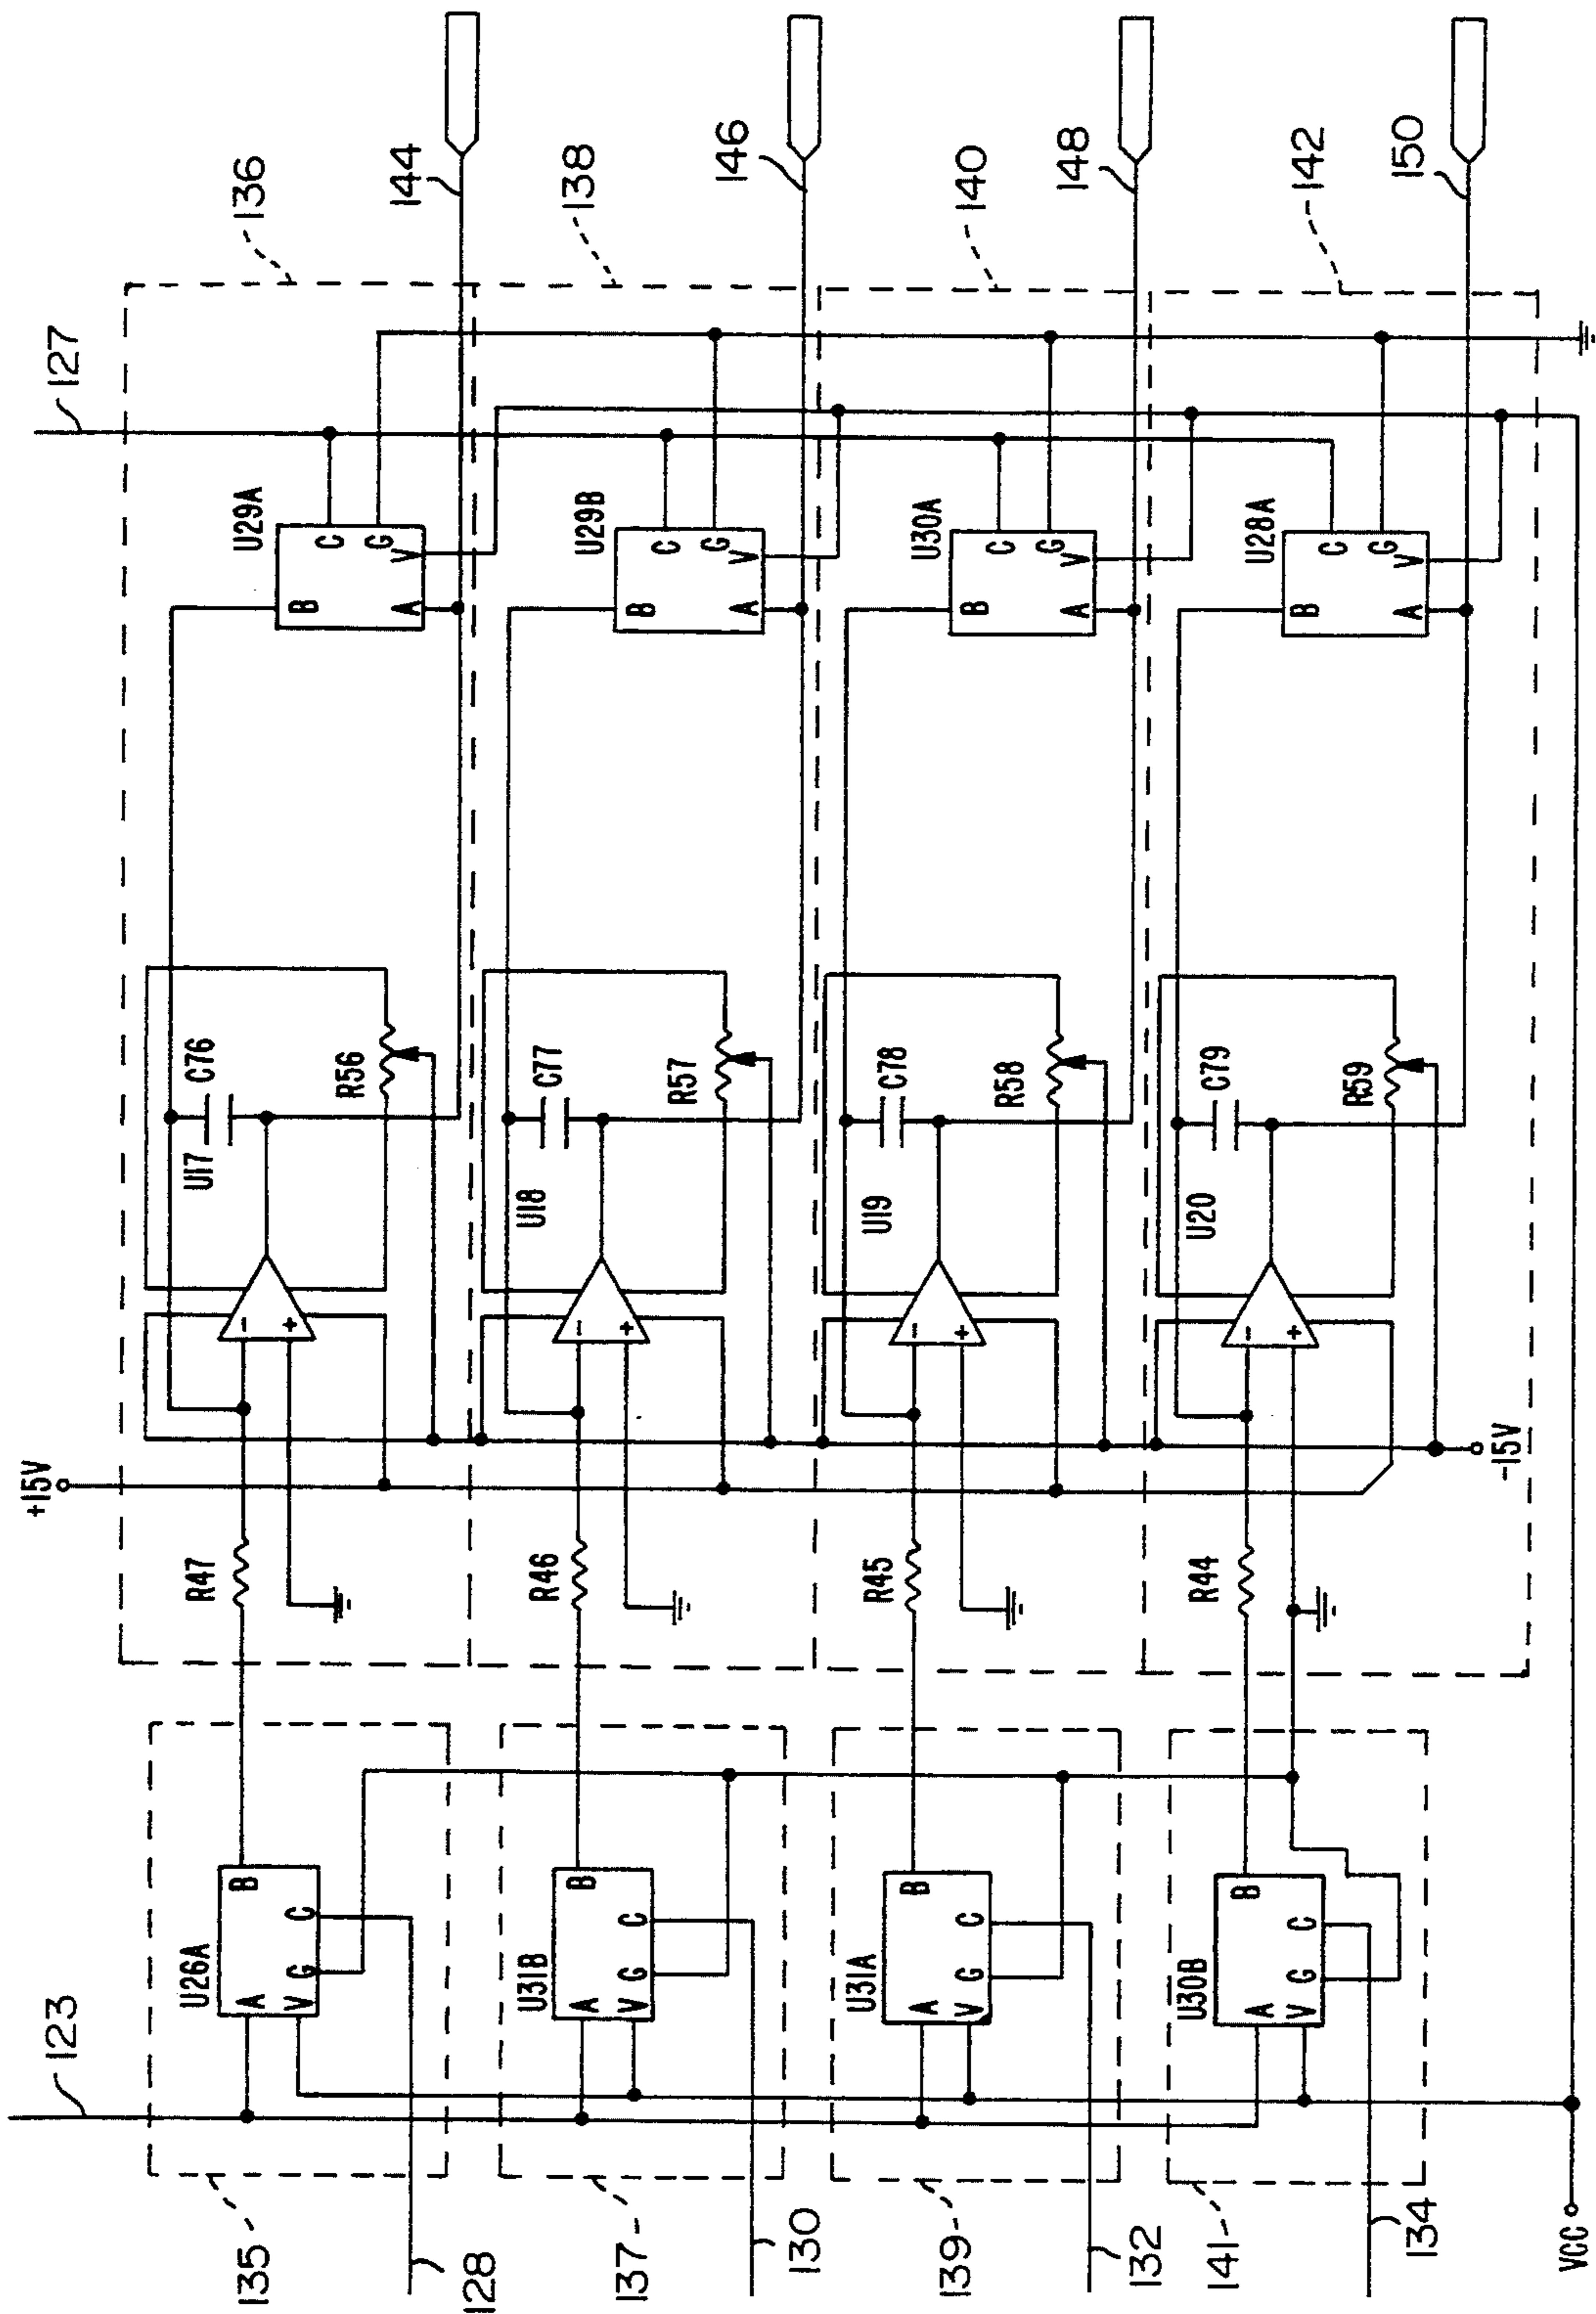 127
136
144
138
146
140
148
142
150
U29A
B
C
G
V
A
U29B
B
C
G
V
A
U30A
B
C
G
V
A
U28A
B
C
G
V
A
C76
U17
R56
-
+
C77
U18
R57
-
+
C78
U19
R58
-
+
C79
U20
R59
-
+
+15V
-15V
R47
R46
R45
R44
U26A
A
B
V
G
C
U31B
A
B
V
G
C
U31A
A
B
V
G
C
U30B
A
B
V
G
C
123
135
128
137
130
139
132
141
134
VCC